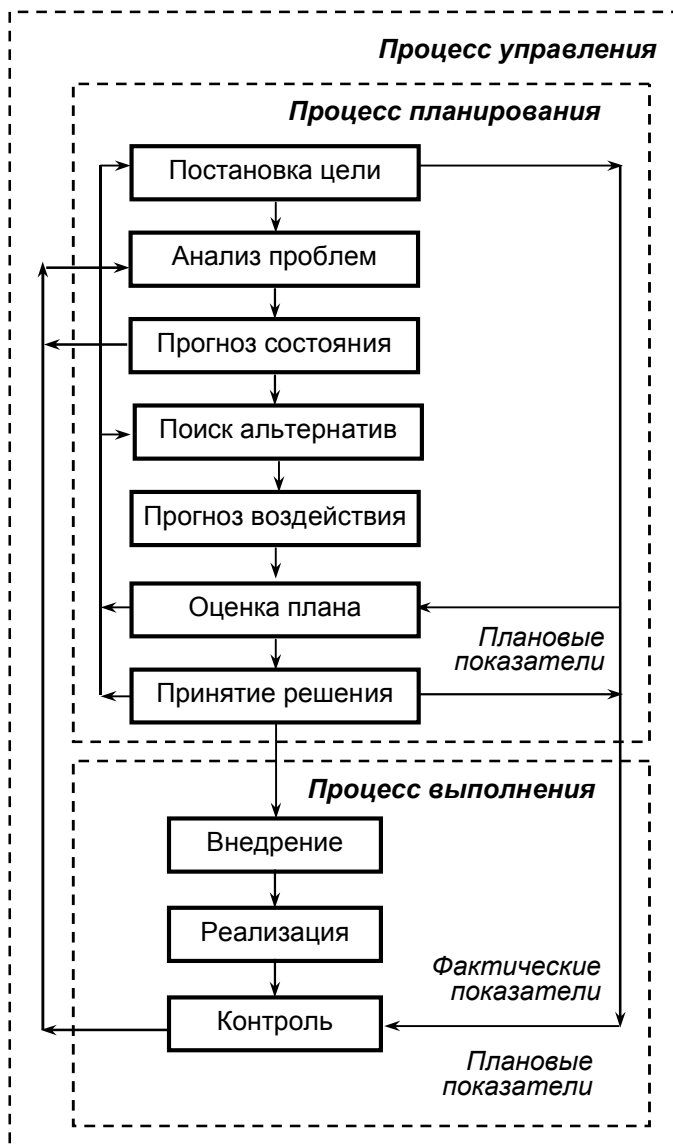 Процесс управления
Процесс планирования
Постановка цели
Анализ проблем
Прогноз состояния
Поиск альтернатив
Прогноз воздействия
Оценка плана
Плановые
показатели
Принятие решения
Процесс выполнения
Внедрение
Реализация
Фактические
показатели
Контроль
Плановые
показатели